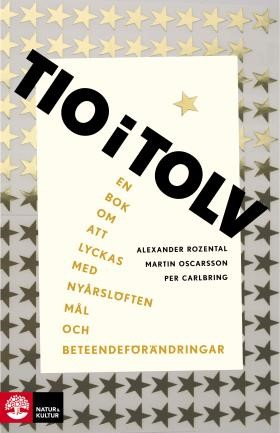 TIO i TOLV
EN
BOK
OM
ATT
LYCKAS
MED
NYÅRSLÖFTEN
MÅL
OCH
BETEENDEFÖRÄNDRINGAR
ALEXANDER ROZENTAL
MARTIN OSCARSSON
PER CARLBRING
NATUR &
KULTUR